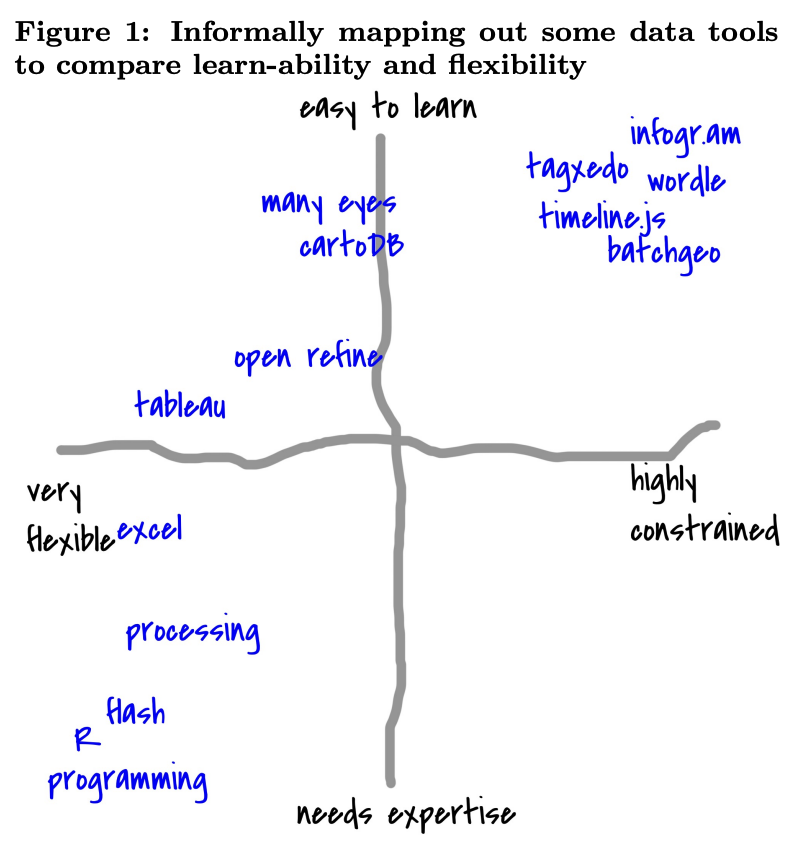 Figure 1: Informally mapping out some data tools
to compare learn-ability and flexibility
easy to learn
infogr.am
tagxedo
wordle
many eyes
timeline.js
cartoDB
batchgeo
open refine
tableau
very
flexible
highly
constrained
excel
processing
flash
R
programming
needs expertise